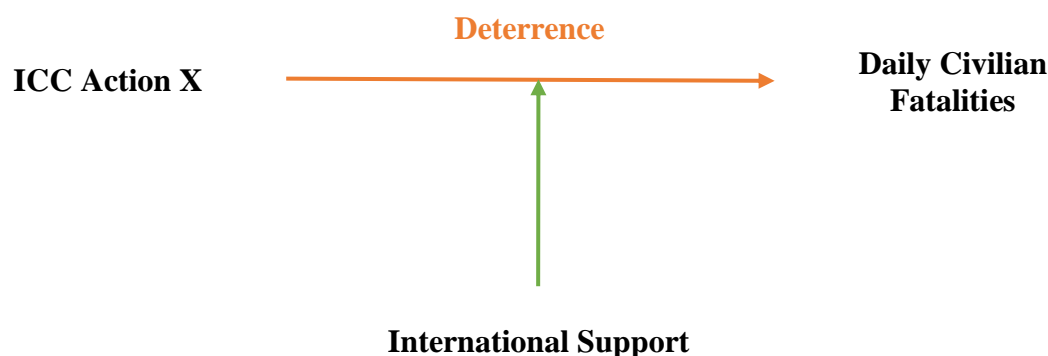 Deterrence
ICC Action X
Daily Civilian
Fatalities
International Support